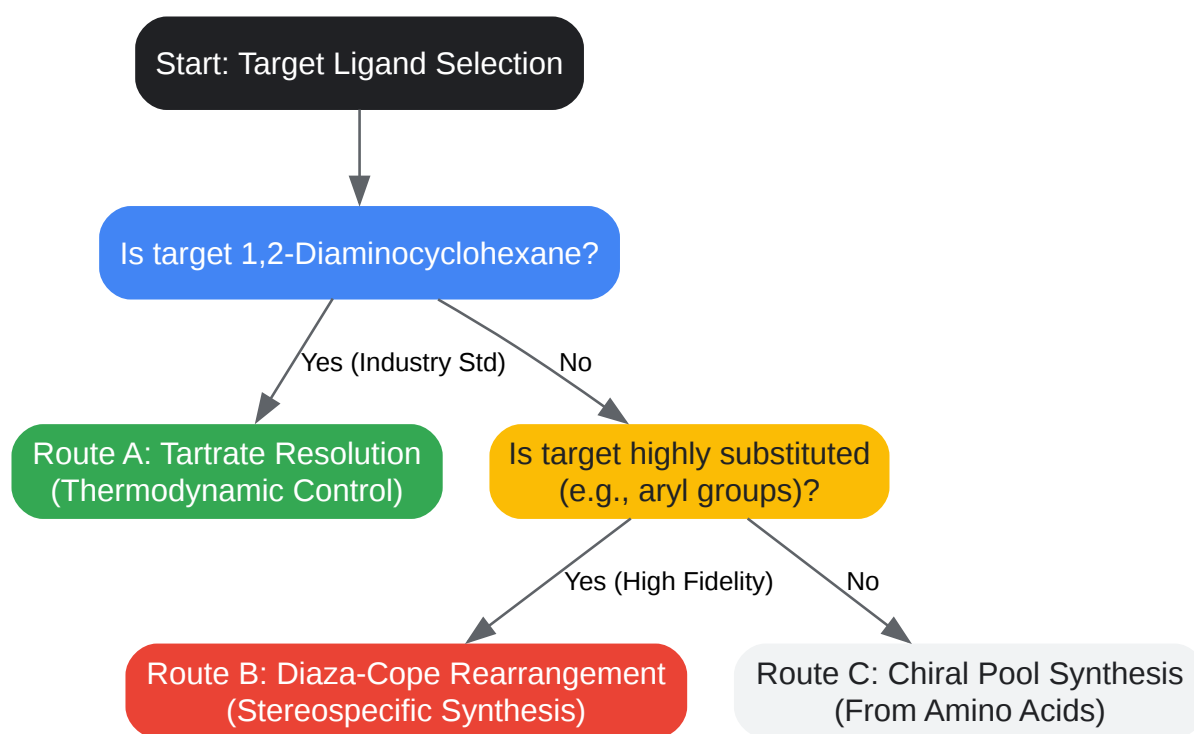 Start: Target Ligand Selection
Is target 1,2-Diaminocyclohexane?
Yes (Industry Std)
No
Route A: Tartrate Resolution
(Thermodynamic Control)
Is target highly substituted
(e.g., aryl groups)?
Yes (High Fidelity)
No
Route B: Diaza-Cope Rearrangement
(Stereospecific Synthesis)
Route C: Chiral Pool Synthesis
(From Amino Acids)